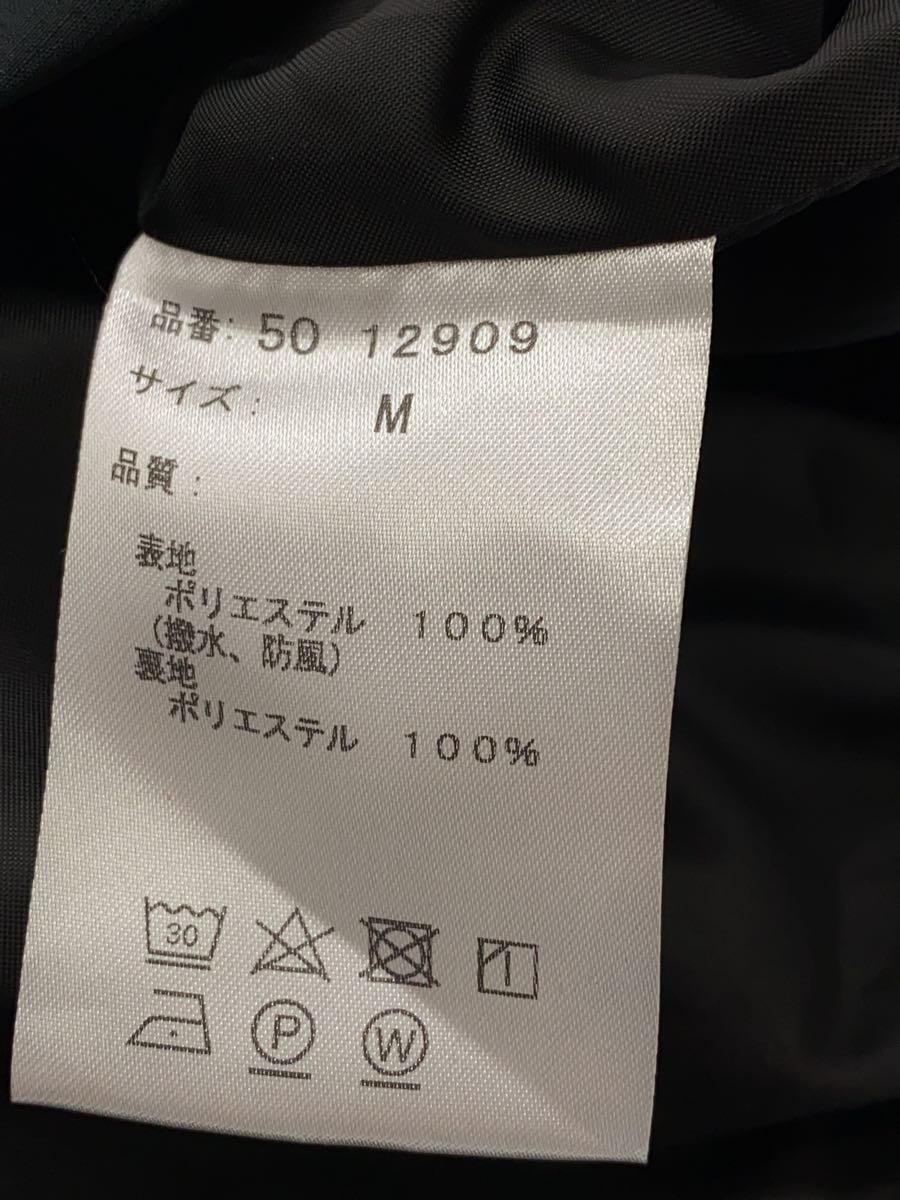 品番: 50 12909
サイズ: M
品質:
表地
ポリエステル 100%
(撥水、防風)
裏地
ポリエステル 100%
30
P
W